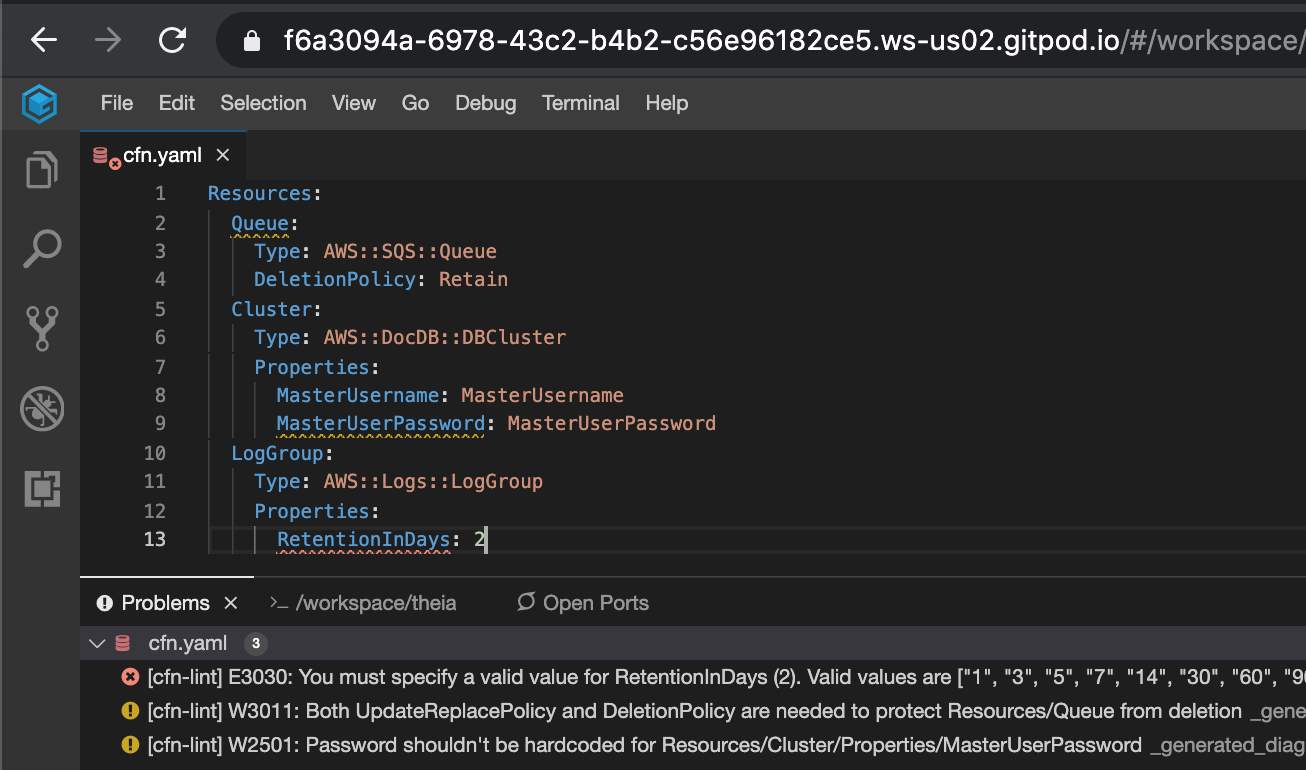 f6a3094a-6978-43c2-b4b2-c56e96182ce5.ws-us02.gitpod.io/#/workspace/
File Edit Selection View Go Debug Terminal Help
cfn.yaml
1 Resources:
2 Queue:
3 Type: AWS::SQS::Queue
4 DeletionPolicy: Retain
5 Cluster:
6 Type: AWS::DocDB::DBCluster
7 Properties:
8 MasterUsername: MasterUsername
9 MasterUserPassword: MasterUserPassword
10 LogGroup:
11 Type: AWS::Logs::LogGroup
12 Properties:
13 RetentionInDays: 2
Problems >_ /workspace/theia Open Ports
cfn.yaml 3
[cfn-lint] E3030: You must specify a valid value for RetentionInDays (2). Valid values are ["1", "3", "5", "7", "14", "30", "60", "9
[cfn-lint] W3011: Both UpdateReplacePolicy and DeletionPolicy are needed to protect Resources/Queue from deletion _gene
[cfn-lint] W2501: Password shouldn't be hardcoded for Resources/Cluster/Properties/MasterUserPassword _generated_diag